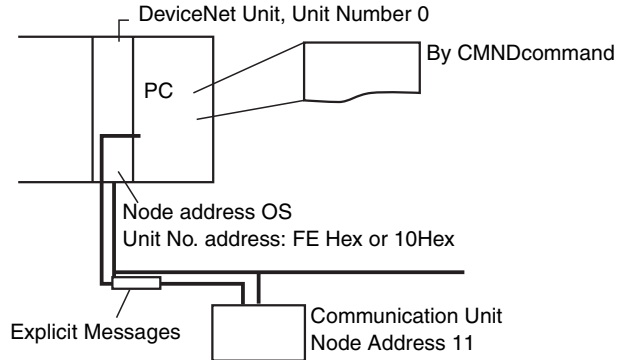 DeviceNet Unit, Unit Number 0
By CMNDcommand
PC
Node address OS
Unit No. address: FE Hex or 10Hex
Explicit Messages
Communication Unit
Node Address 11